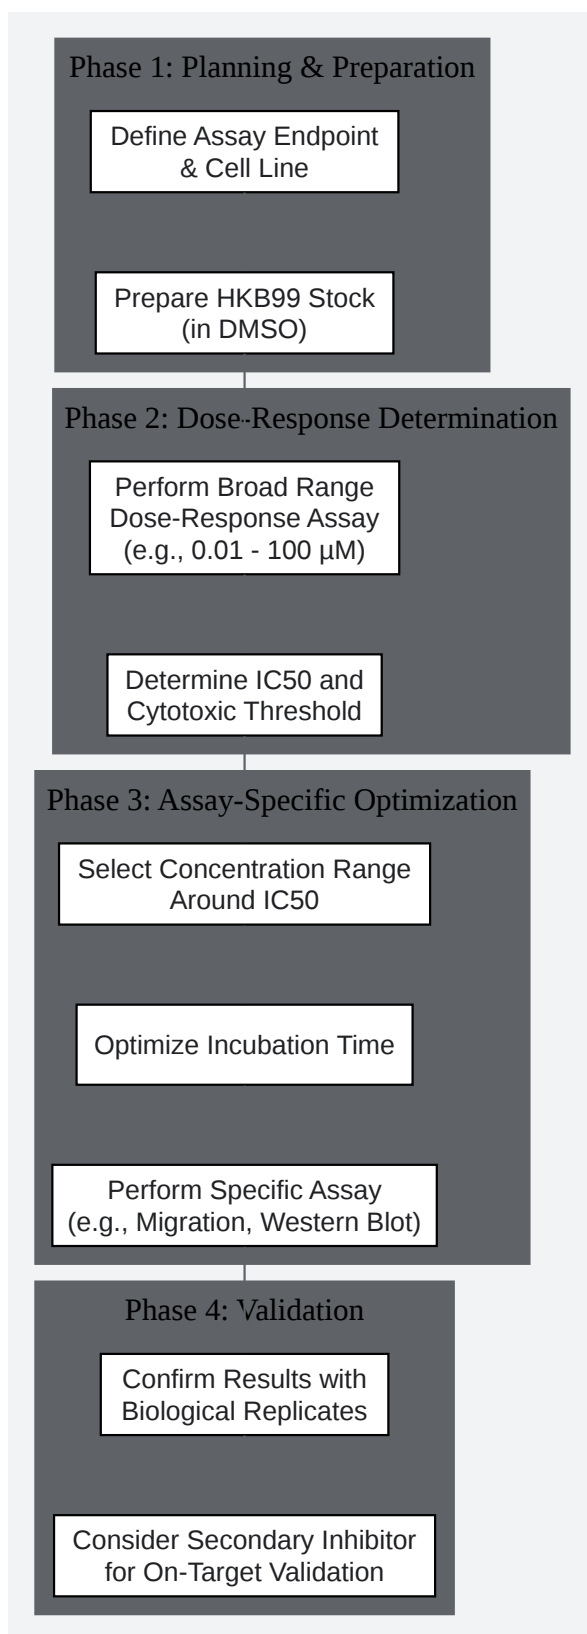 Phase 1: Planning & Preparation
Define Assay Endpoint
& Cell Line
Prepare HKB99 Stock
(in DMSO)
Phase 2: Dose-Response Determination
Perform Broad Range
Dose-Response Assay
(e.g., 0.01 - 100 µM)
Determine IC50 and
Cytotoxic Threshold
Phase 3: Assay-Specific Optimization
Select Concentration Range
Around IC50
Optimize Incubation Time
Perform Specific Assay
(e.g., Migration, Western Blot)
Phase 4: Validation
Confirm Results with
Biological Replicates
Consider Secondary Inhibitor
for On-Target Validation